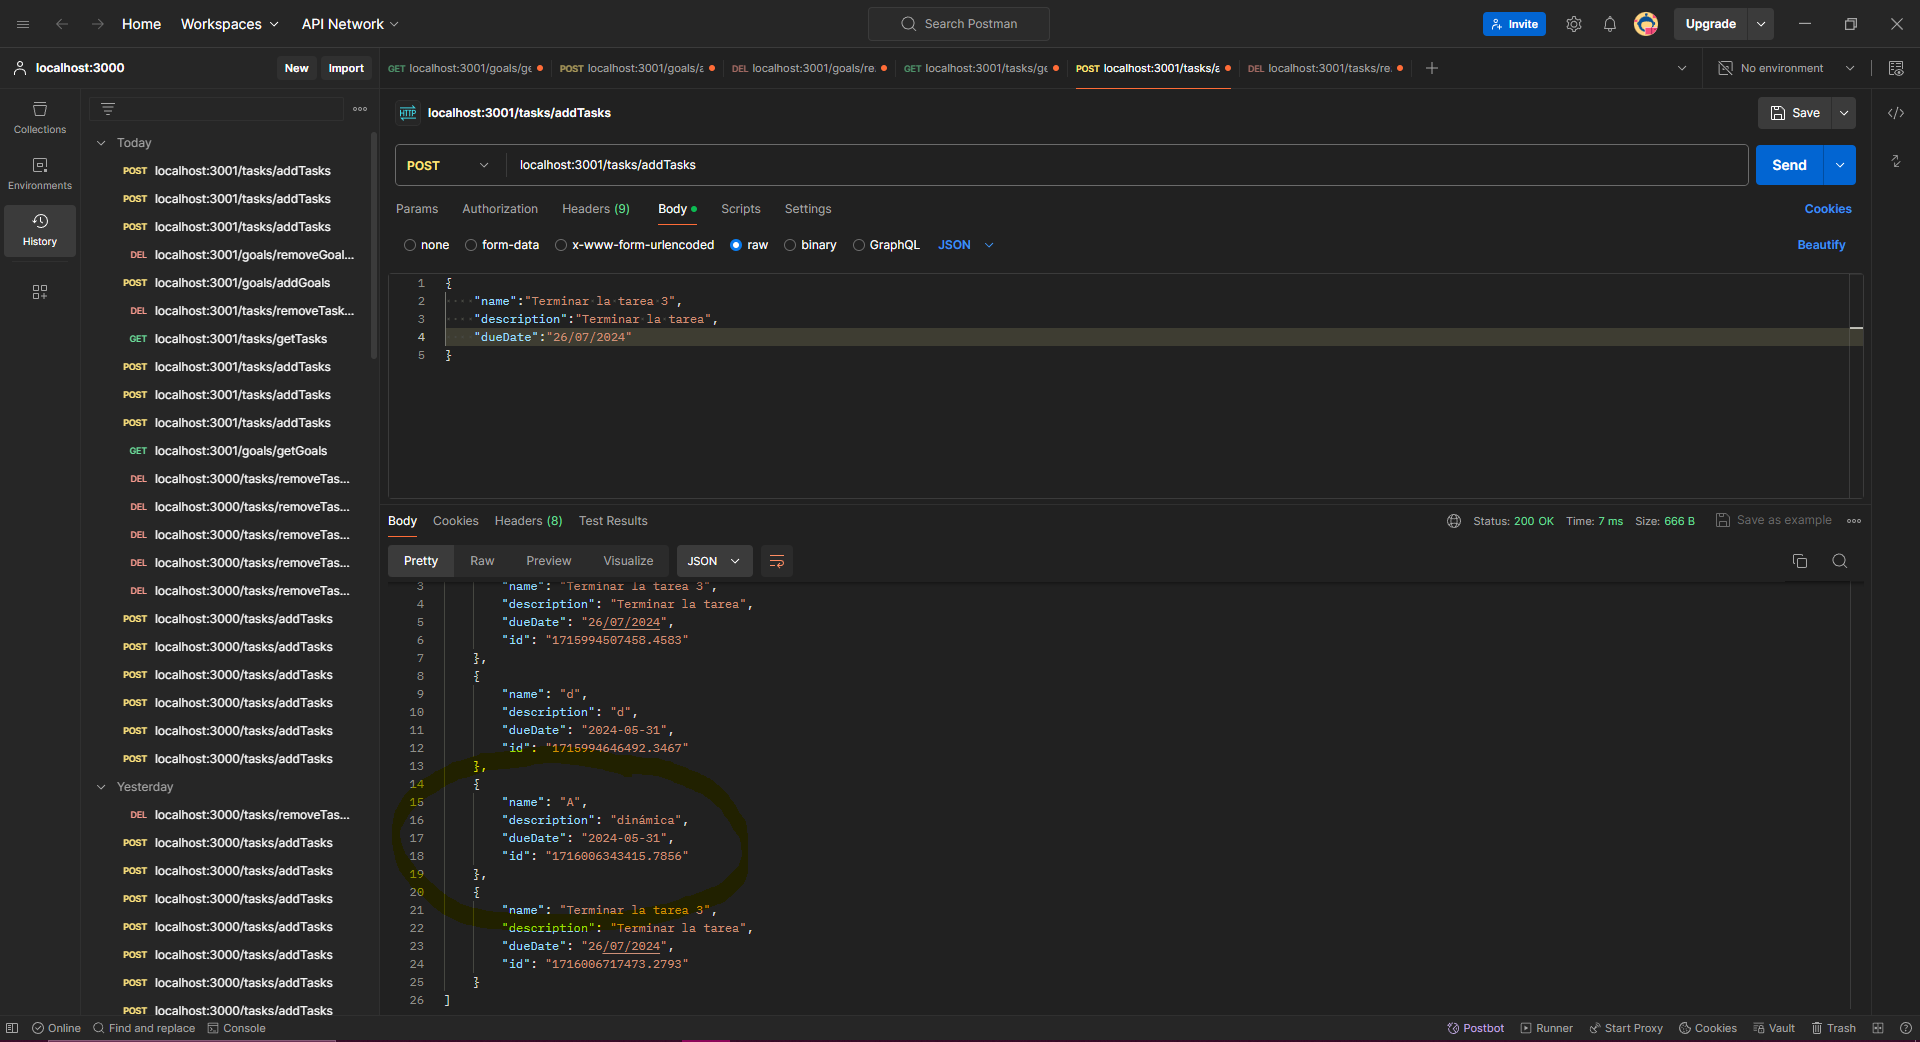 Home Workspaces API Network Search Postman Invite Upgrade
localhost:3000 New Import
GET localhost:3001/goals/ge POST localhost:3001/goals/a DEL localhost:3001/goals/re GET localhost:3001/tasks/ge POST localhost:3001/tasks/a DEL localhost:3001/tasks/re No environment
Collections
Environments
History
Today
POST localhost:3001/tasks/addTasks
POST localhost:3001/tasks/addTasks
POST localhost:3001/tasks/addTasks
DEL localhost:3001/goals/removeGoal...
POST localhost:3001/goals/addGoals
DEL localhost:3001/tasks/removeTask...
GET localhost:3001/tasks/getTasks
POST localhost:3001/tasks/addTasks
POST localhost:3001/tasks/addTasks
POST localhost:3001/tasks/addTasks
GET localhost:3001/goals/getGoals
DEL localhost:3000/tasks/removeTas...
DEL localhost:3000/tasks/removeTas...
DEL localhost:3000/tasks/removeTas...
DEL localhost:3000/tasks/removeTas...
DEL localhost:3000/tasks/removeTas...
POST localhost:3000/tasks/addTasks
POST localhost:3000/tasks/addTasks
POST localhost:3000/tasks/addTasks
POST localhost:3000/tasks/addTasks
POST localhost:3000/tasks/addTasks
POST localhost:3000/tasks/addTasks
Yesterday
DEL localhost:3000/tasks/removeTas...
POST localhost:3000/tasks/addTasks
POST localhost:3000/tasks/addTasks
POST localhost:3000/tasks/addTasks
POST localhost:3000/tasks/addTasks
POST localhost:3000/tasks/addTasks
POST localhost:3000/tasks/addTasks
POST localhost:3000/tasks/addTasks
HTTP localhost:3001/tasks/addTasks Save
POST localhost:3001/tasks/addTasks Send
Params Authorization Headers (9) Body Scripts Settings Cookies
none form-data x-www-form-urlencoded raw binary GraphQL JSON Beautify
1 {
2 "name":"Terminar la tarea 3",
3 "description":"Terminar la tarea",
4 "dueDate":"26/07/2024"
5 }
Body Cookies Headers (8) Test Results Status: 200 OK Time: 7 ms Size: 666 B Save as example
Pretty Raw Preview Visualize JSON
3 "name": "Terminar la tarea 3",
4 "description": "Terminar la tarea",
5 "dueDate": "26/07/2024",
6 "id": "1715994507458.4583"
7 },
8 {
9 "name": "d",
10 "description": "d",
11 "dueDate": "2024-05-31",
12 "id": "1715994646492.3467"
13 },
14 {
15 "name": "A",
16 "description": "dinámica",
17 "dueDate": "2024-05-31",
18 "id": "1716006343415.7856"
19 },
20 {
21 "name": "Terminar la tarea 3",
22 "description": "Terminar la tarea",
23 "dueDate": "26/07/2024",
24 "id": "1716006717473.2793"
25 }
26 ]
Online Find and replace Console Postbot Runner Start Proxy Cookies Vault Trash